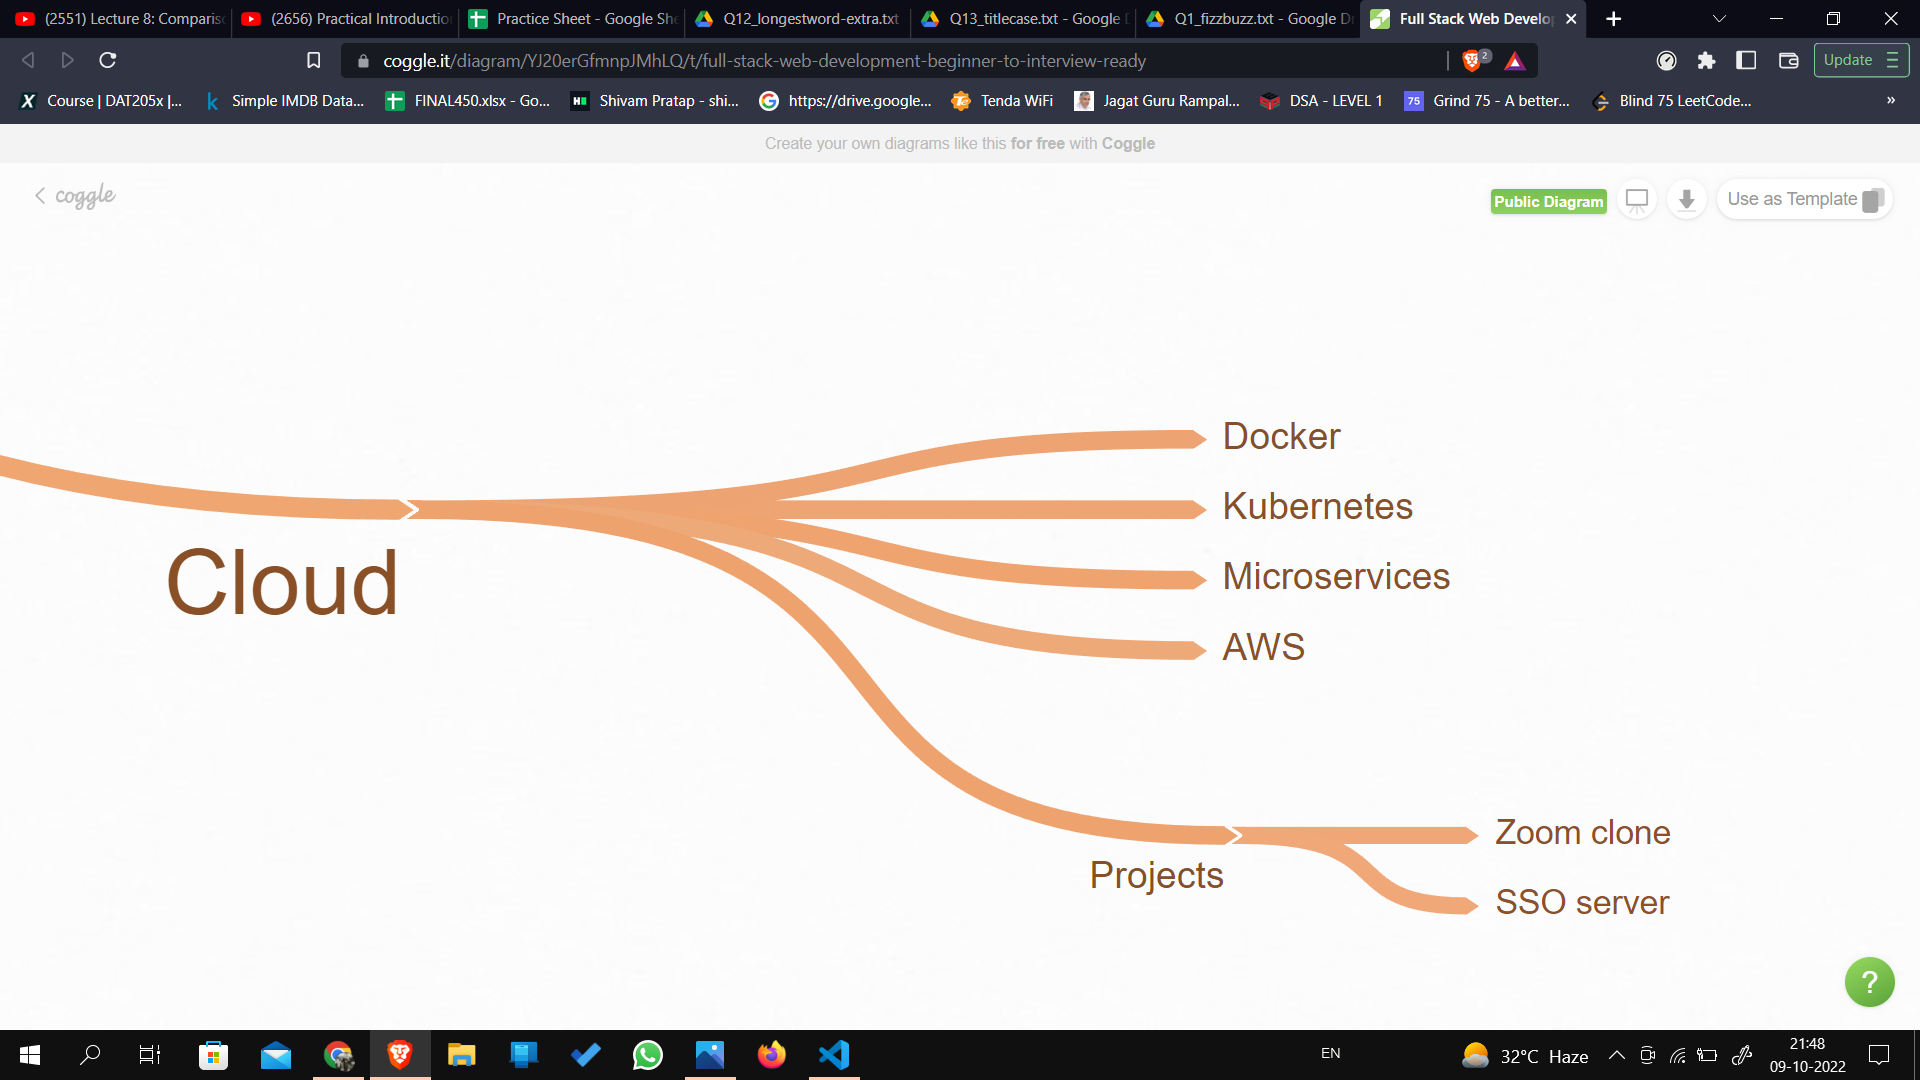 (2551) Lecture 8: Comparis
(2656) Practical Introductio
Practice Sheet - Google She
Q12_longestword-extra.txt
Q13_titlecase.txt - Google D
Q1_fizzbuzz.txt - Google Dr
Full Stack Web Develop
coggle.it/diagram/YJ20erGfmnpJMhLQ/t/full-stack-web-development-beginner-to-interview-ready
2
Update
Course | DAT205x |...
Simple IMDB Data...
FINAL450.xlsx - Go...
Shivam Pratap - shi...
https://drive.google...
Tenda WiFi
Jagat Guru Rampal...
DSA - LEVEL 1
75
Grind 75 - A better...
Blind 75 LeetCode...
»
Create your own diagrams like this for free with Coggle
coggle
Public Diagram
Use as Template
Docker
Kubernetes
Cloud
Microservices
AWS
Zoom clone
Projects
SSO server
?
EN
32°C Haze
21:48
09-10-2022